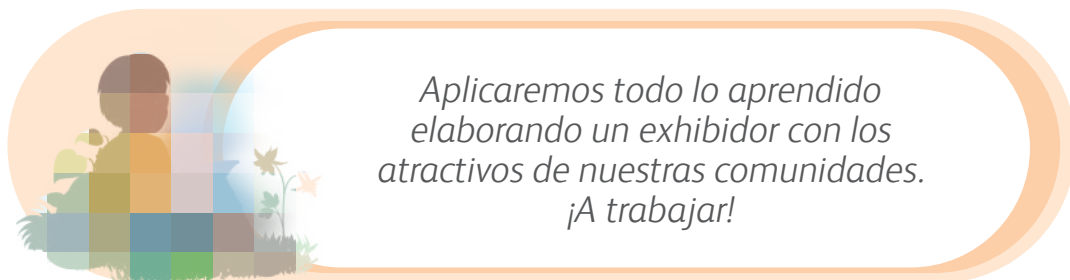 Aplicaremos todo lo aprendido
elaborando un exhibidor con los
atractivos de nuestras comunidades.
¡A trabajar!